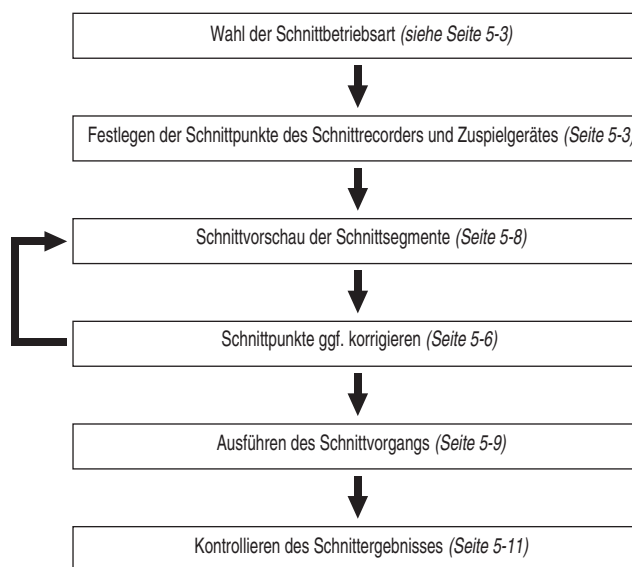 Wahl der Schnittbetriebsart (siehe Seite 5-3)
Festlegen der Schnittpunkte des Schnittrecorders und Zuspielgerätes (Seite 5-3)
Schnittvorschau der Schnittsegmente (Seite 5-8)
Schnittpunkte ggf. korrigieren (Seite 5-6)
Ausführen des Schnittvorgangs (Seite 5-9)
Kontrollieren des Schnittergebnisses (Seite 5-11)